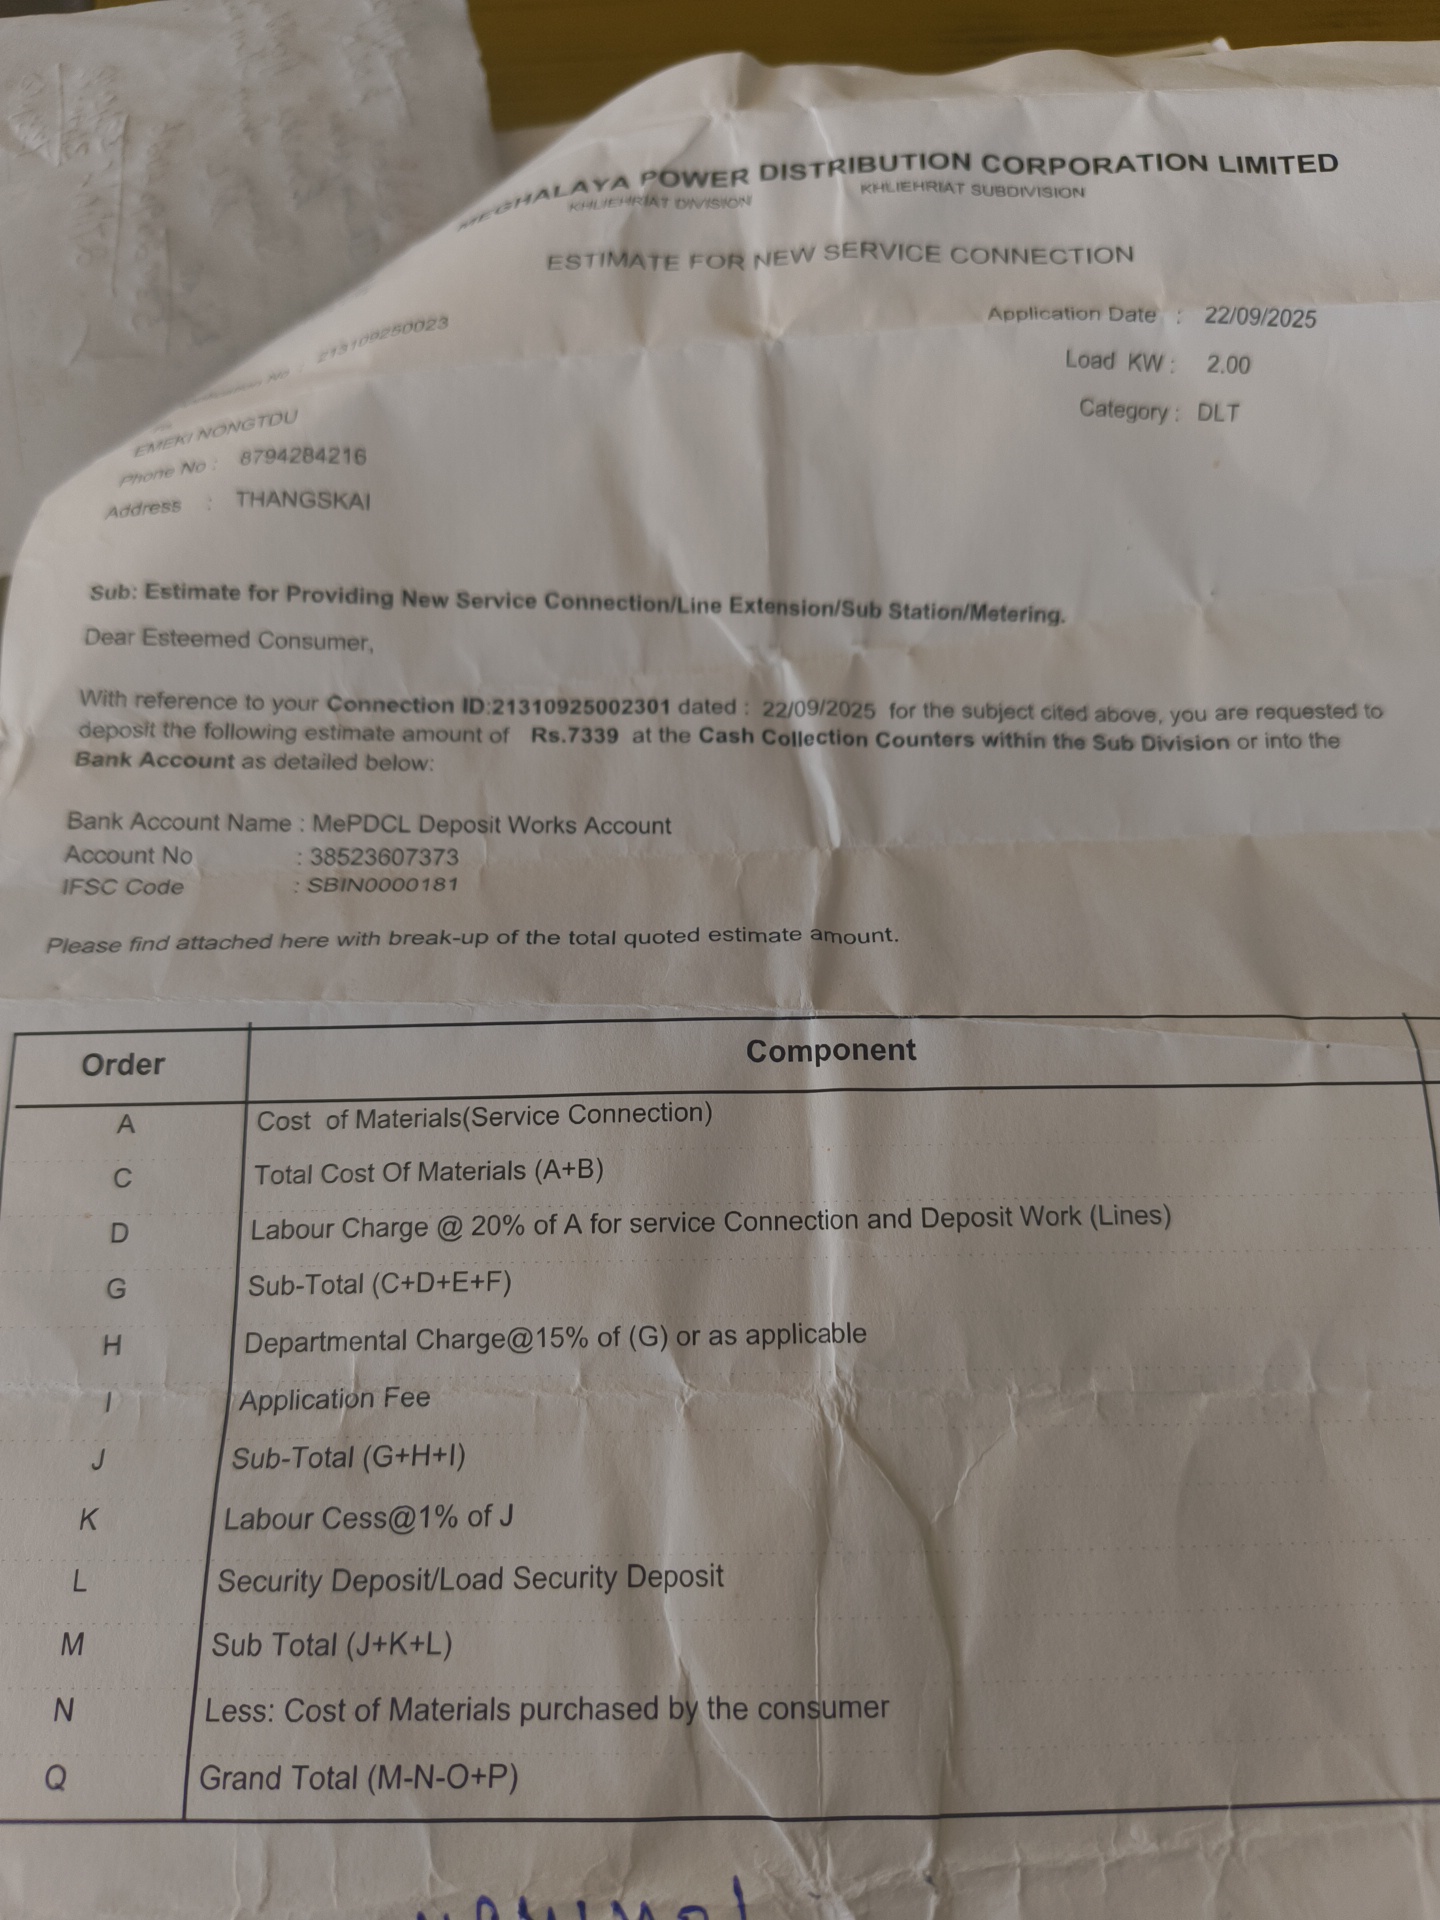 MEGHALAYA POWER DISTRIBUTION CORPORATION LIMITED
KHLIEHRIAT DIVISION KHLIEHRIAT SUBDIVISION
ESTIMATE FOR NEW SERVICE CONNECTION
Application Date : 22/09/2025
213109250023
Load KW : 2.00
Category : DLT
EMEKI NONGTDU
Phone No : 8794284216
Address : THANGSKAI
Sub: Estimate for Providing New Service Connection/Line Extension/Sub Station/Metering.
Dear Esteemed Consumer,
With reference to your Connection ID:21310925002301 dated : 22/09/2025 for the subject cited above, you are requested to
deposit the following estimate amount of Rs.7339 at the Cash Collection Counters within the Sub Division or into the
Bank Account as detailed below:
Bank Account Name : MePDCL Deposit Works Account
Account No : 38523607373
IFSC Code : SBIN0000181
Please find attached here with break-up of the total quoted estimate amount.
Order Component
A Cost of Materials(Service Connection)
C Total Cost Of Materials (A+B)
D Labour Charge @ 20% of A for service Connection and Deposit Work (Lines)
G Sub-Total (C+D+E+F)
H Departmental Charge@15% of (G) or as applicable
I Application Fee
J Sub-Total (G+H+I)
K Labour Cess@1% of J
L Security Deposit/Load Security Deposit
M Sub Total (J+K+L)
N Less: Cost of Materials purchased by the consumer
Q Grand Total (M-N-O+P)